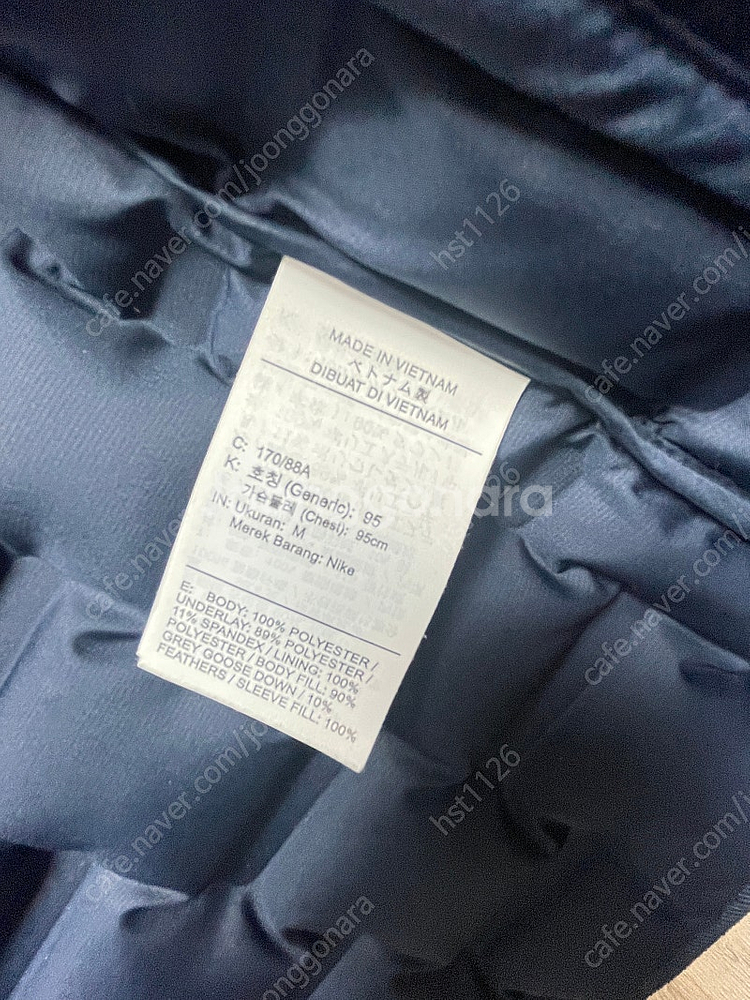 MADE IN VIETNAM
ベトナム製
DIBUAT DI VIETNAM
C: 170/88A
K: 호칭 (Generic): 95
가슴둘레 (Chest): 95cm
IN: Ukuran: M
Merek Barang: Nike
E: BODY: 100% POLYESTER /
UNDERLAY: 89% POLYESTER /
11% SPANDEX / LINING: 100%
POLYESTER / BODY FILL: 90%
GREY GOOSE DOWN / 10%
FEATHERS / SLEEVE FILL: 100%
cafe.naver.com/joonggonara
hst1126
cafe.naver.com/j
joonggonara
cafe.naver.com/joonggonara
hst1126
cafe.naver.com/j